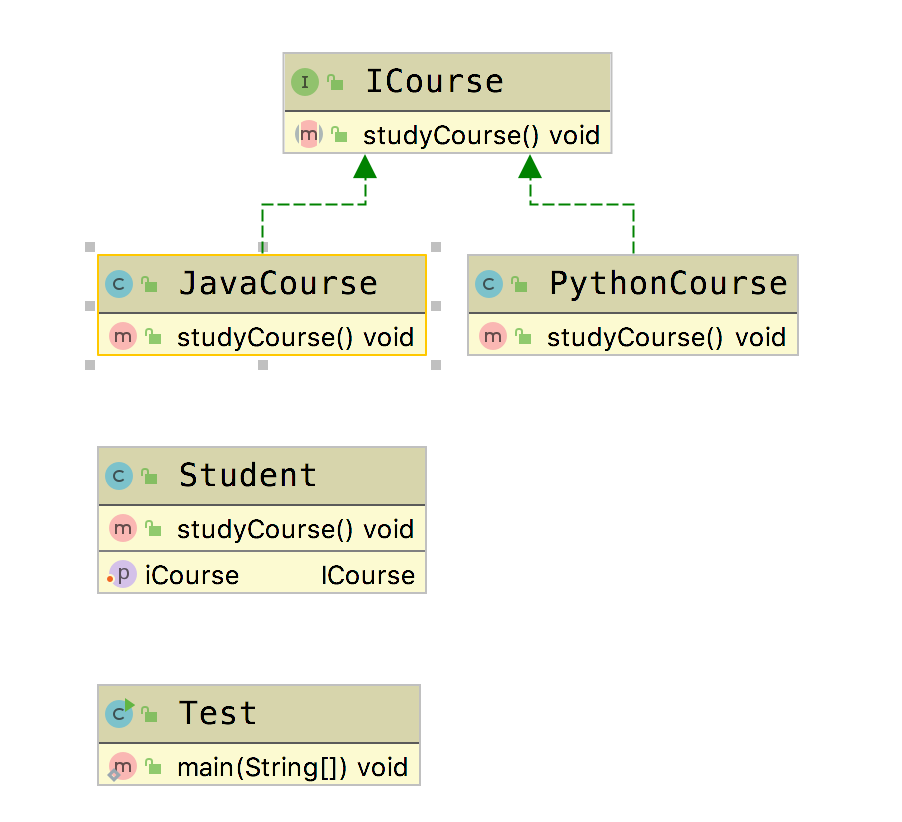 I ICourse
m studyCourse() void
C JavaCourse
m studyCourse() void
C PythonCourse
m studyCourse() void
C Student
m studyCourse() void
p iCourse ICourse
C Test
m main(String[]) void